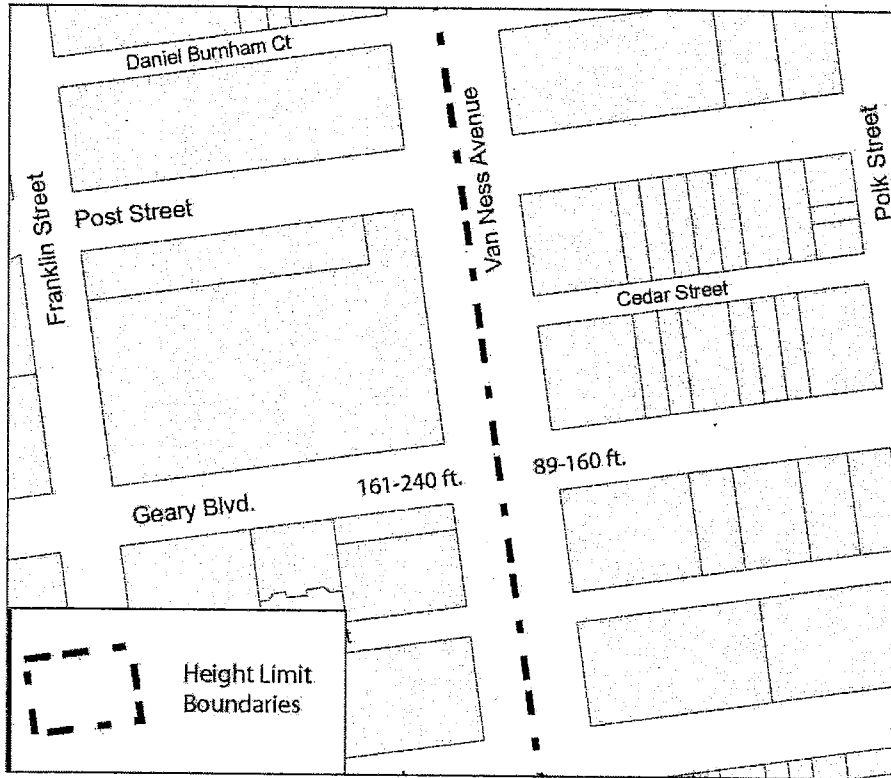 Daniel Burnham Ct
Van Ness Avenue
Polk Street
Franklin Street
Post Street
Cedar Street
161-240 ft.
89-160 ft.
Geary Blvd.
Height Limit
Boundaries